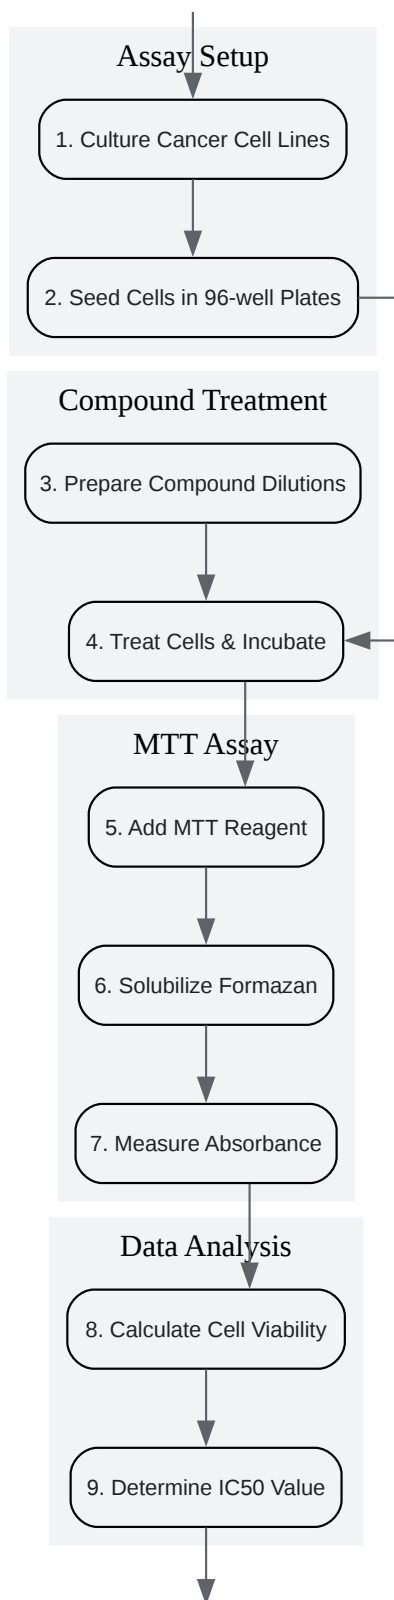 Assay Setup
1. Culture Cancer Cell Lines
2. Seed Cells in 96-well Plates
Compound Treatment
3. Prepare Compound Dilutions
4. Treat Cells & Incubate
MTT Assay
5. Add MTT Reagent
6. Solubilize Formazan
7. Measure Absorbance
Data Analysis
8. Calculate Cell Viability
9. Determine IC50 Value